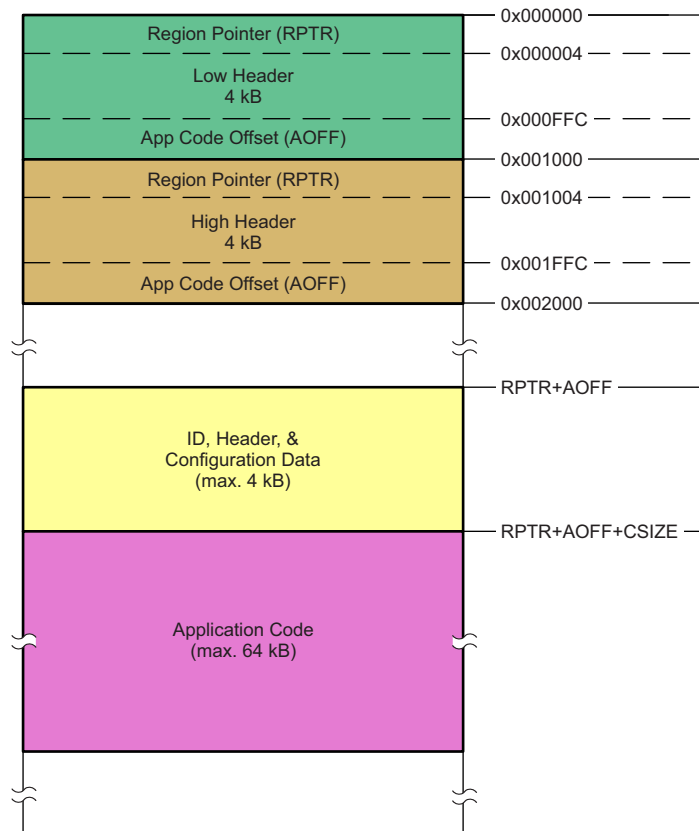 0x000000
Region Pointer (RPTR)
0x000004
Low Header
4 kB
0x000FFC
App Code Offset (AOFF)
0x001000
Region Pointer (RPTR)
0x001004
High Header
4 kB
0x001FFC
App Code Offset (AOFF)
0x002000
RPTR+AOFF
ID, Header, &
Configuration Data
(max. 4 kB)
RPTR+AOFF+CSIZE
Application Code
(max. 64 kB)